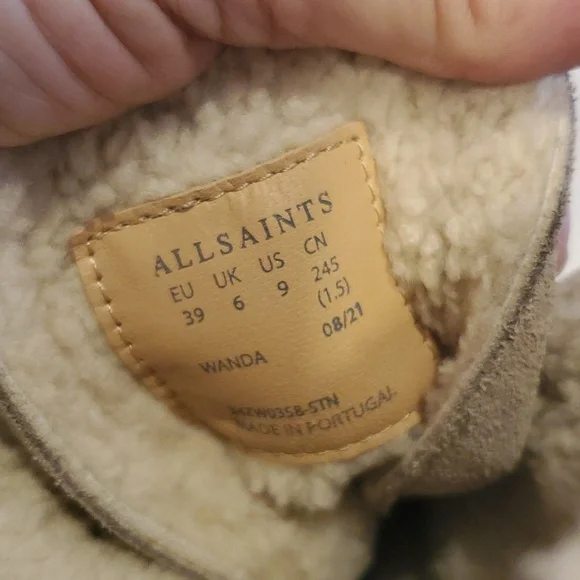 ALLSAINTS
EU UK US CN
39 6 9 245
(1.5)
08/21
WANDA
MADE IN PORTUGAL